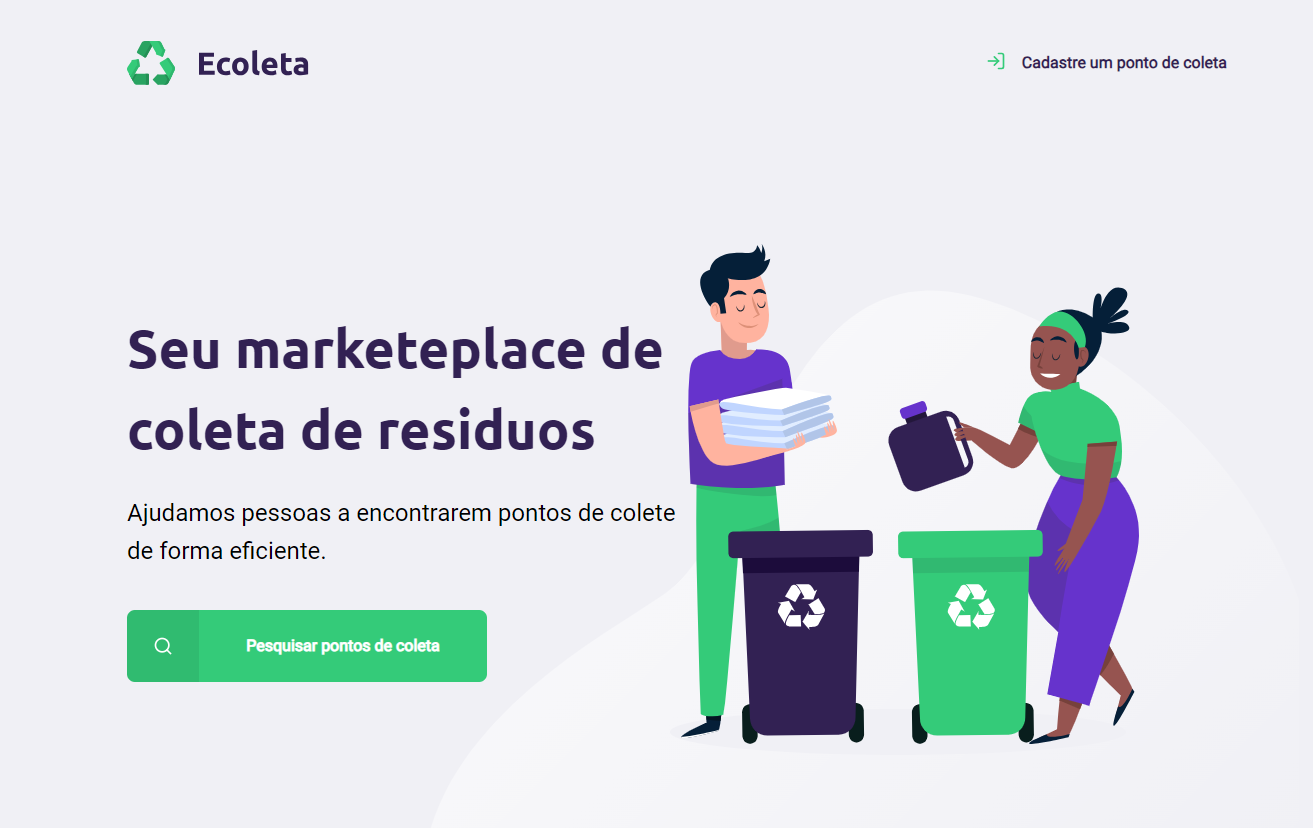 Ecoleta
Cadastre um ponto de coleta
Seu marketeplace de
coleta de residuos
Ajudamos pessoas a encontrarem pontos de colete
de forma eficiente.
Pesquisar pontos de coleta